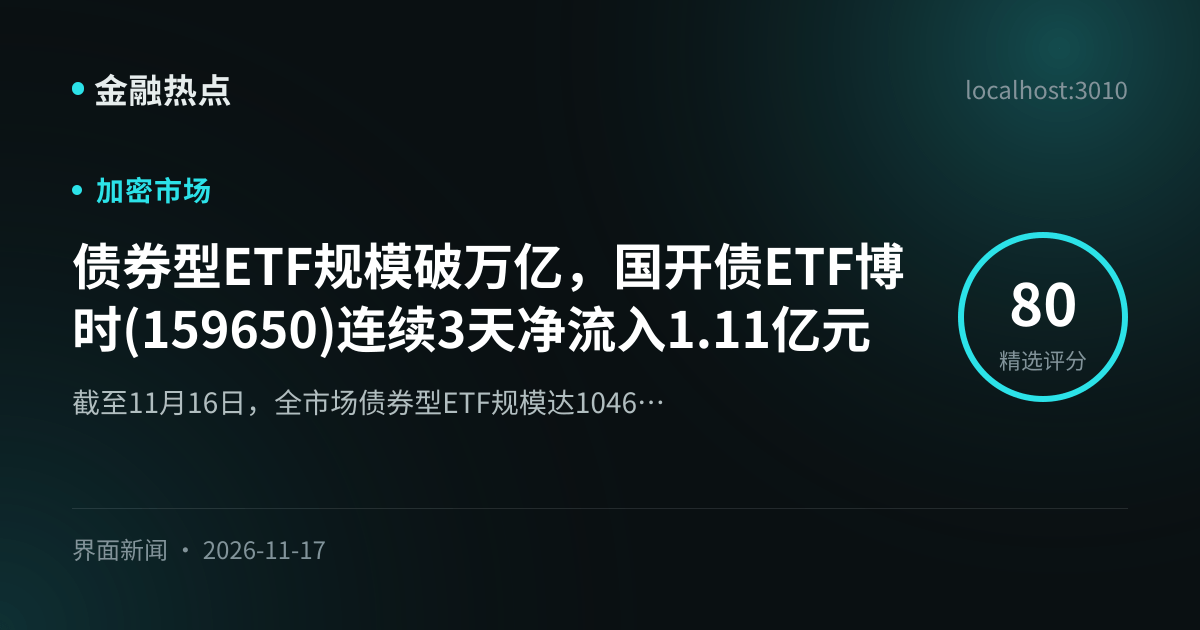 金融热点
localhost:3010
加密市场
债券型ETF规模破万亿，国开债ETF博
时(159650)连续3天净流入1.11亿元
80
精选评分
截至11月16日，全市场债券型ETF规模达1046…
界面新闻 · 2026-11-17